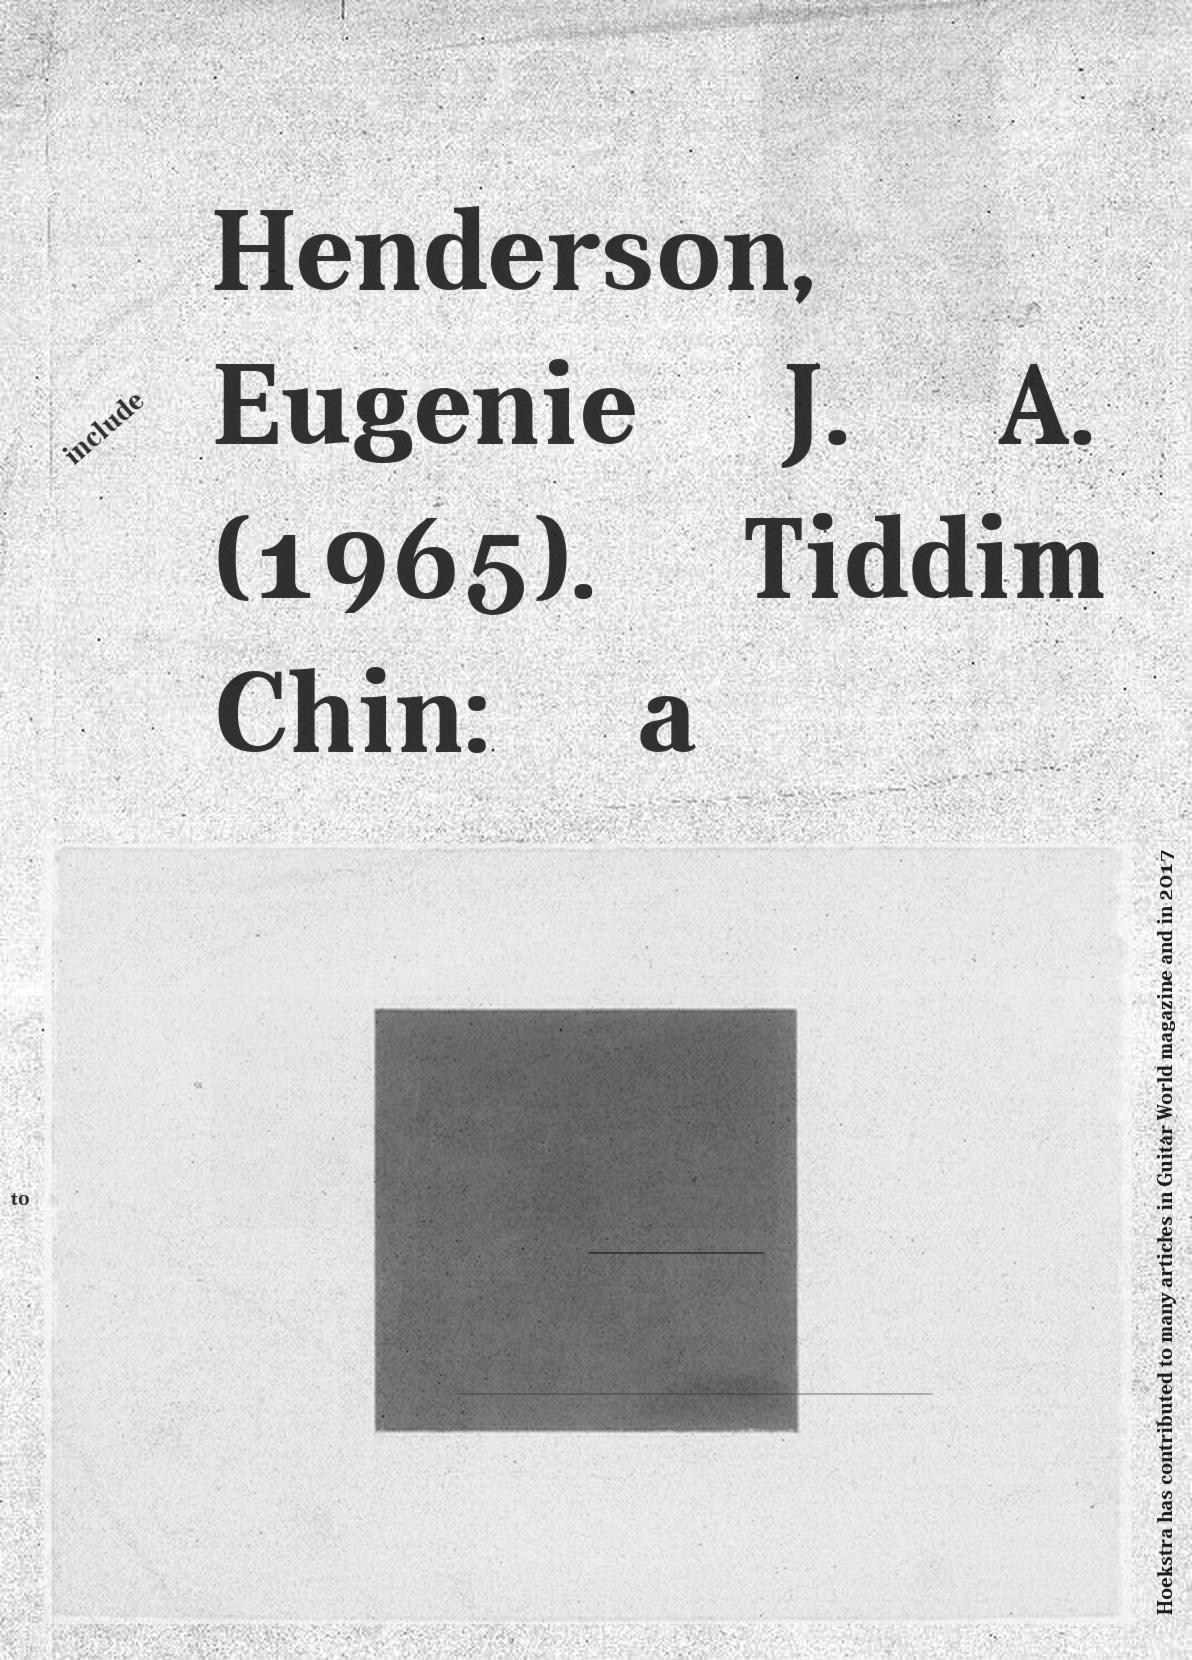 Henderson,
Eugenie J. A.
(1965). Tiddim
Chin: a
include
to
Hoekstra has contributed to many articles in Guitar World magazine and in 2017